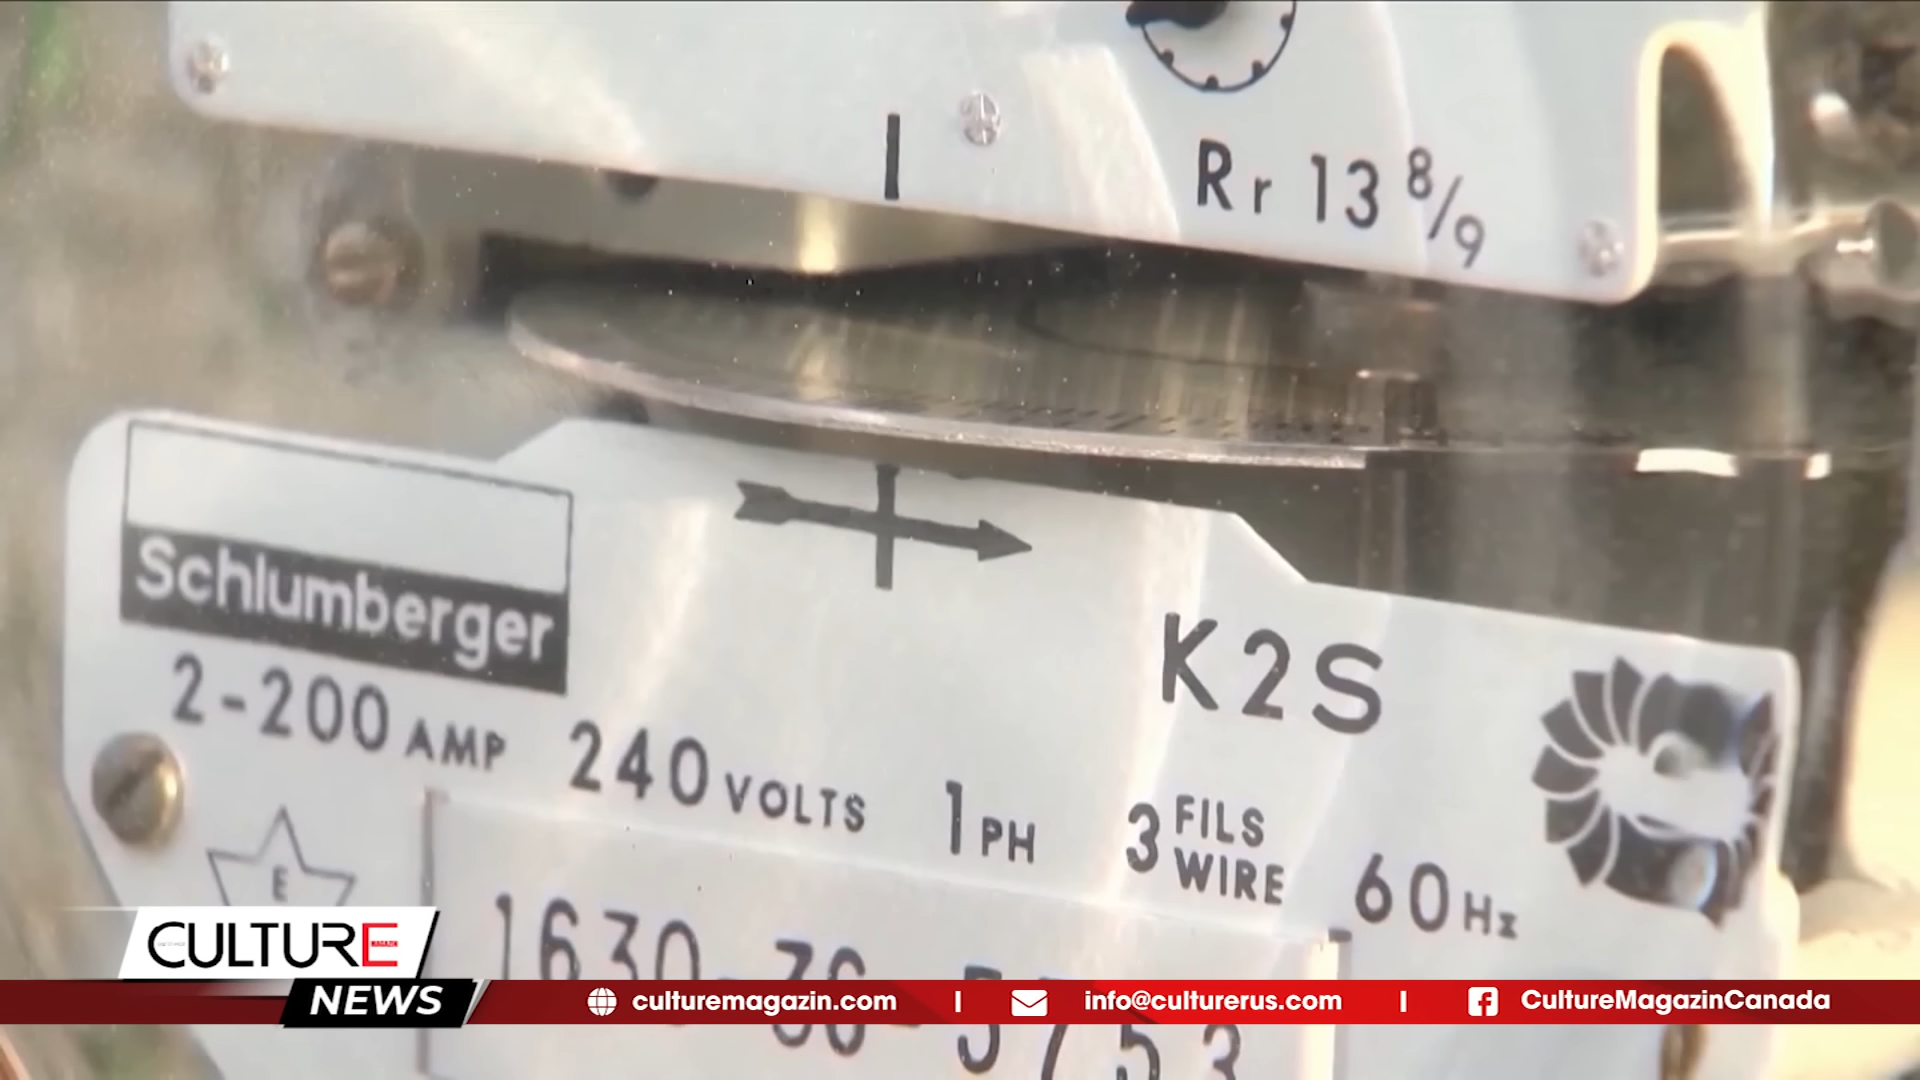 Rr 13 8/9
Schlumberger
K2S
2-200 AMP 240 VOLTS 1 PH 3 FILS WIRE 60 Hz
E
CULTURE
NEWS
culturemagazin.com | info@culturerus.com | CultureMagazinCanada